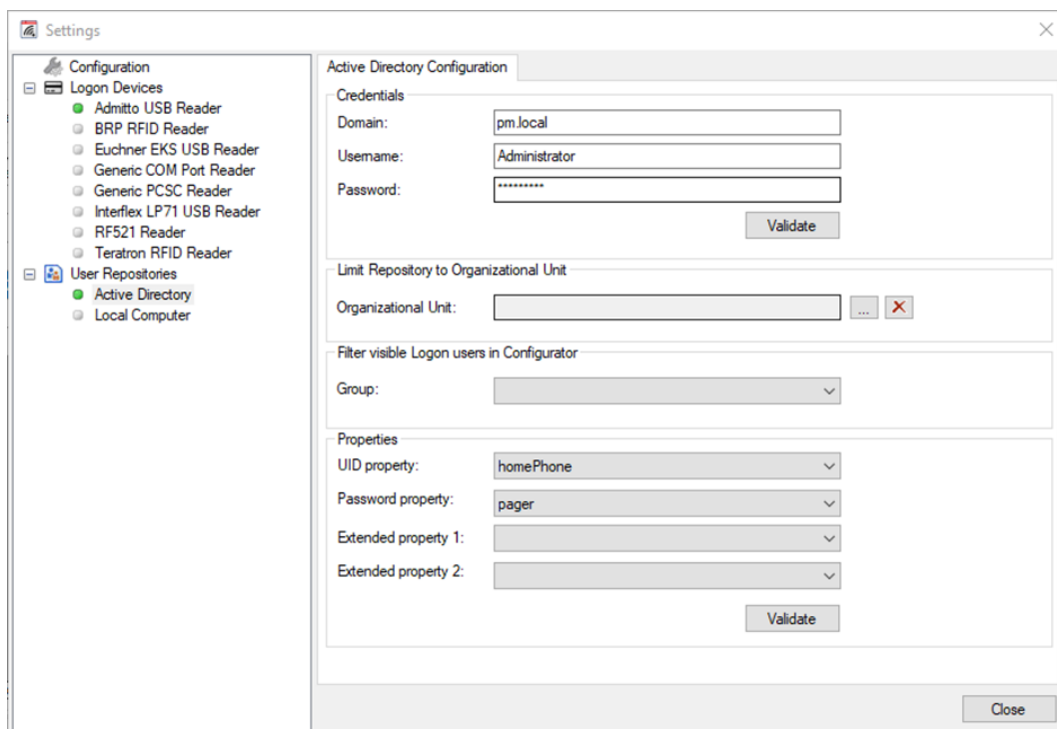 Settings
Configuration
Logon Devices
Admitto USB Reader
BRP RFID Reader
Euchner EKS USB Reader
Generic COM Port Reader
Generic PCSC Reader
Interflex LP71 USB Reader
RF521 Reader
Teratron RFID Reader
User Repositories
Active Directory
Local Computer
Active Directory Configuration
Credentials
Domain: pm.local
Username: Administrator
Password: *********
Validate
Limit Repository to Organizational Unit
Organizational Unit: ...
Filter visible Logon users in Configurator
Group:
Properties
UID property: homePhone
Password property: pager
Extended property 1:
Extended property 2:
Validate
Close